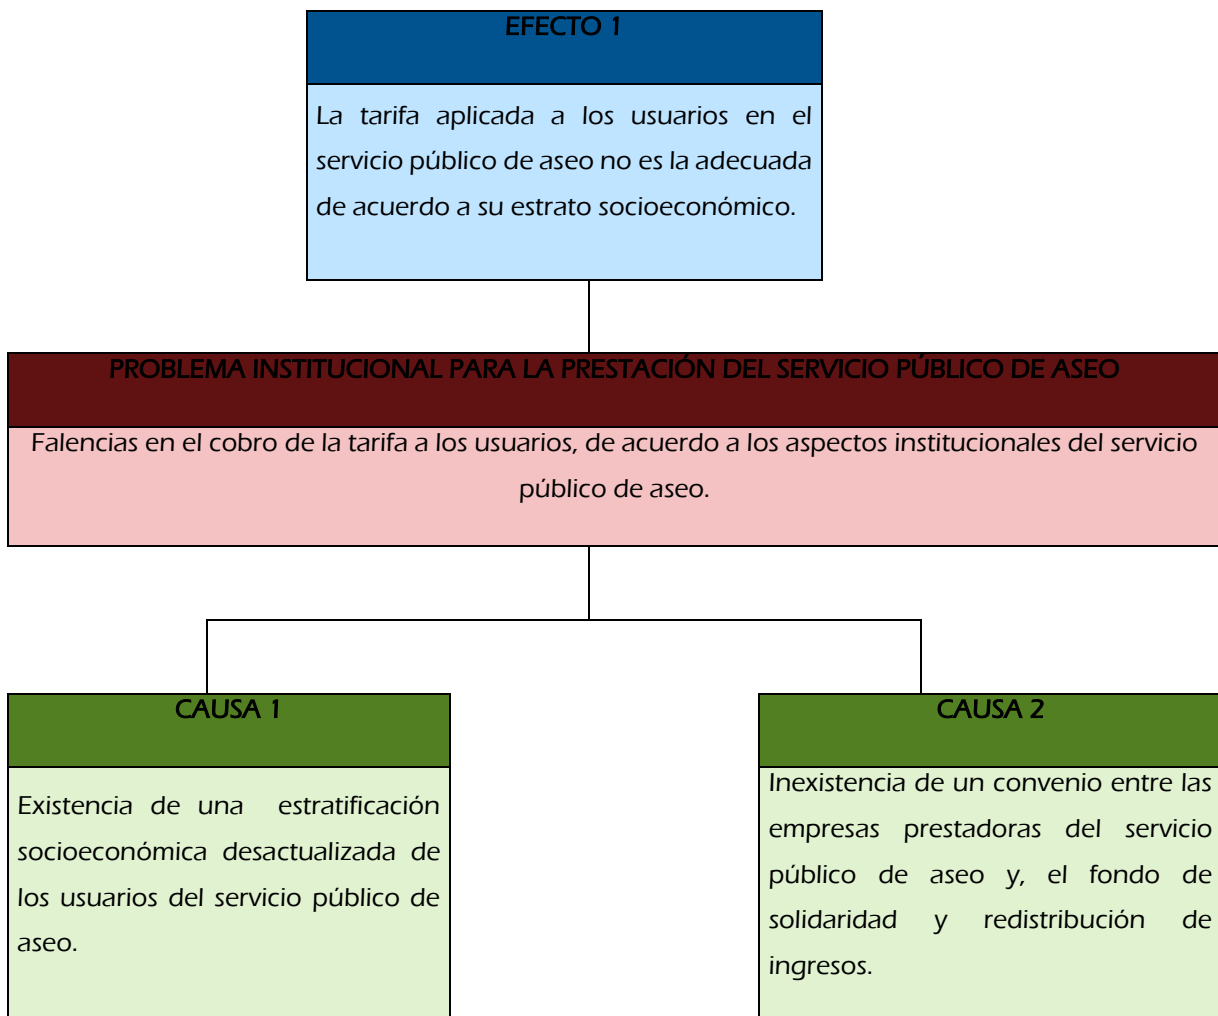 EFECTO 1
La tarifa aplicada a los usuarios en el
servicio público de aseo no es la adecuada
de acuerdo a su estrato socioeconómico.
PROBLEMA INSTITUCIONAL PARA LA PRESTACIÓN DEL SERVICIO PÚBLICO DE ASEO
Falencias en el cobro de la tarifa a los usuarios, de acuerdo a los aspectos institucionales del servicio
público de aseo.
CAUSA 1
Existencia de una estratificación
socioeconómica desactualizada de
los usuarios del servicio público de
aseo.
CAUSA 2
Inexistencia de un convenio entre las
empresas prestadoras del servicio
público de aseo y, el fondo de
solidaridad y redistribución de
ingresos.